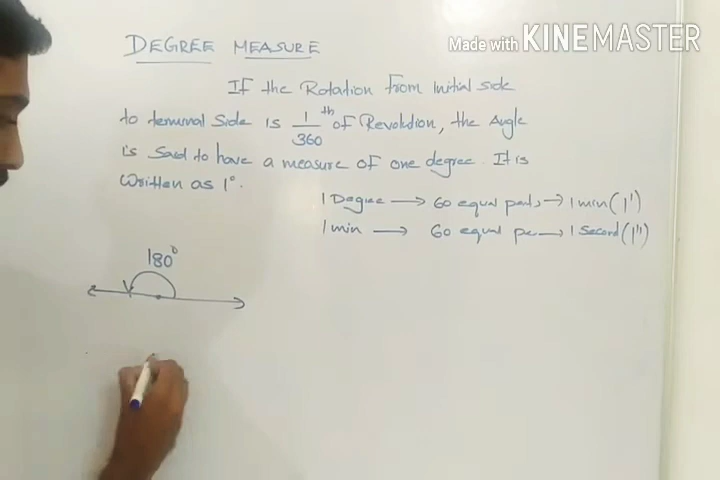 DEGREE MEASURE
Made with KINEMASTER
If the Rotation from initial side
to terminal Side is 1/360 th of Revolution, the Angle
is Said to have a measure of one degree. It is
Written as 1°.
1 Degree → 60 equal parts → 1 min (1')
1 min → 60 equal pa → 1 Second (1")
180°